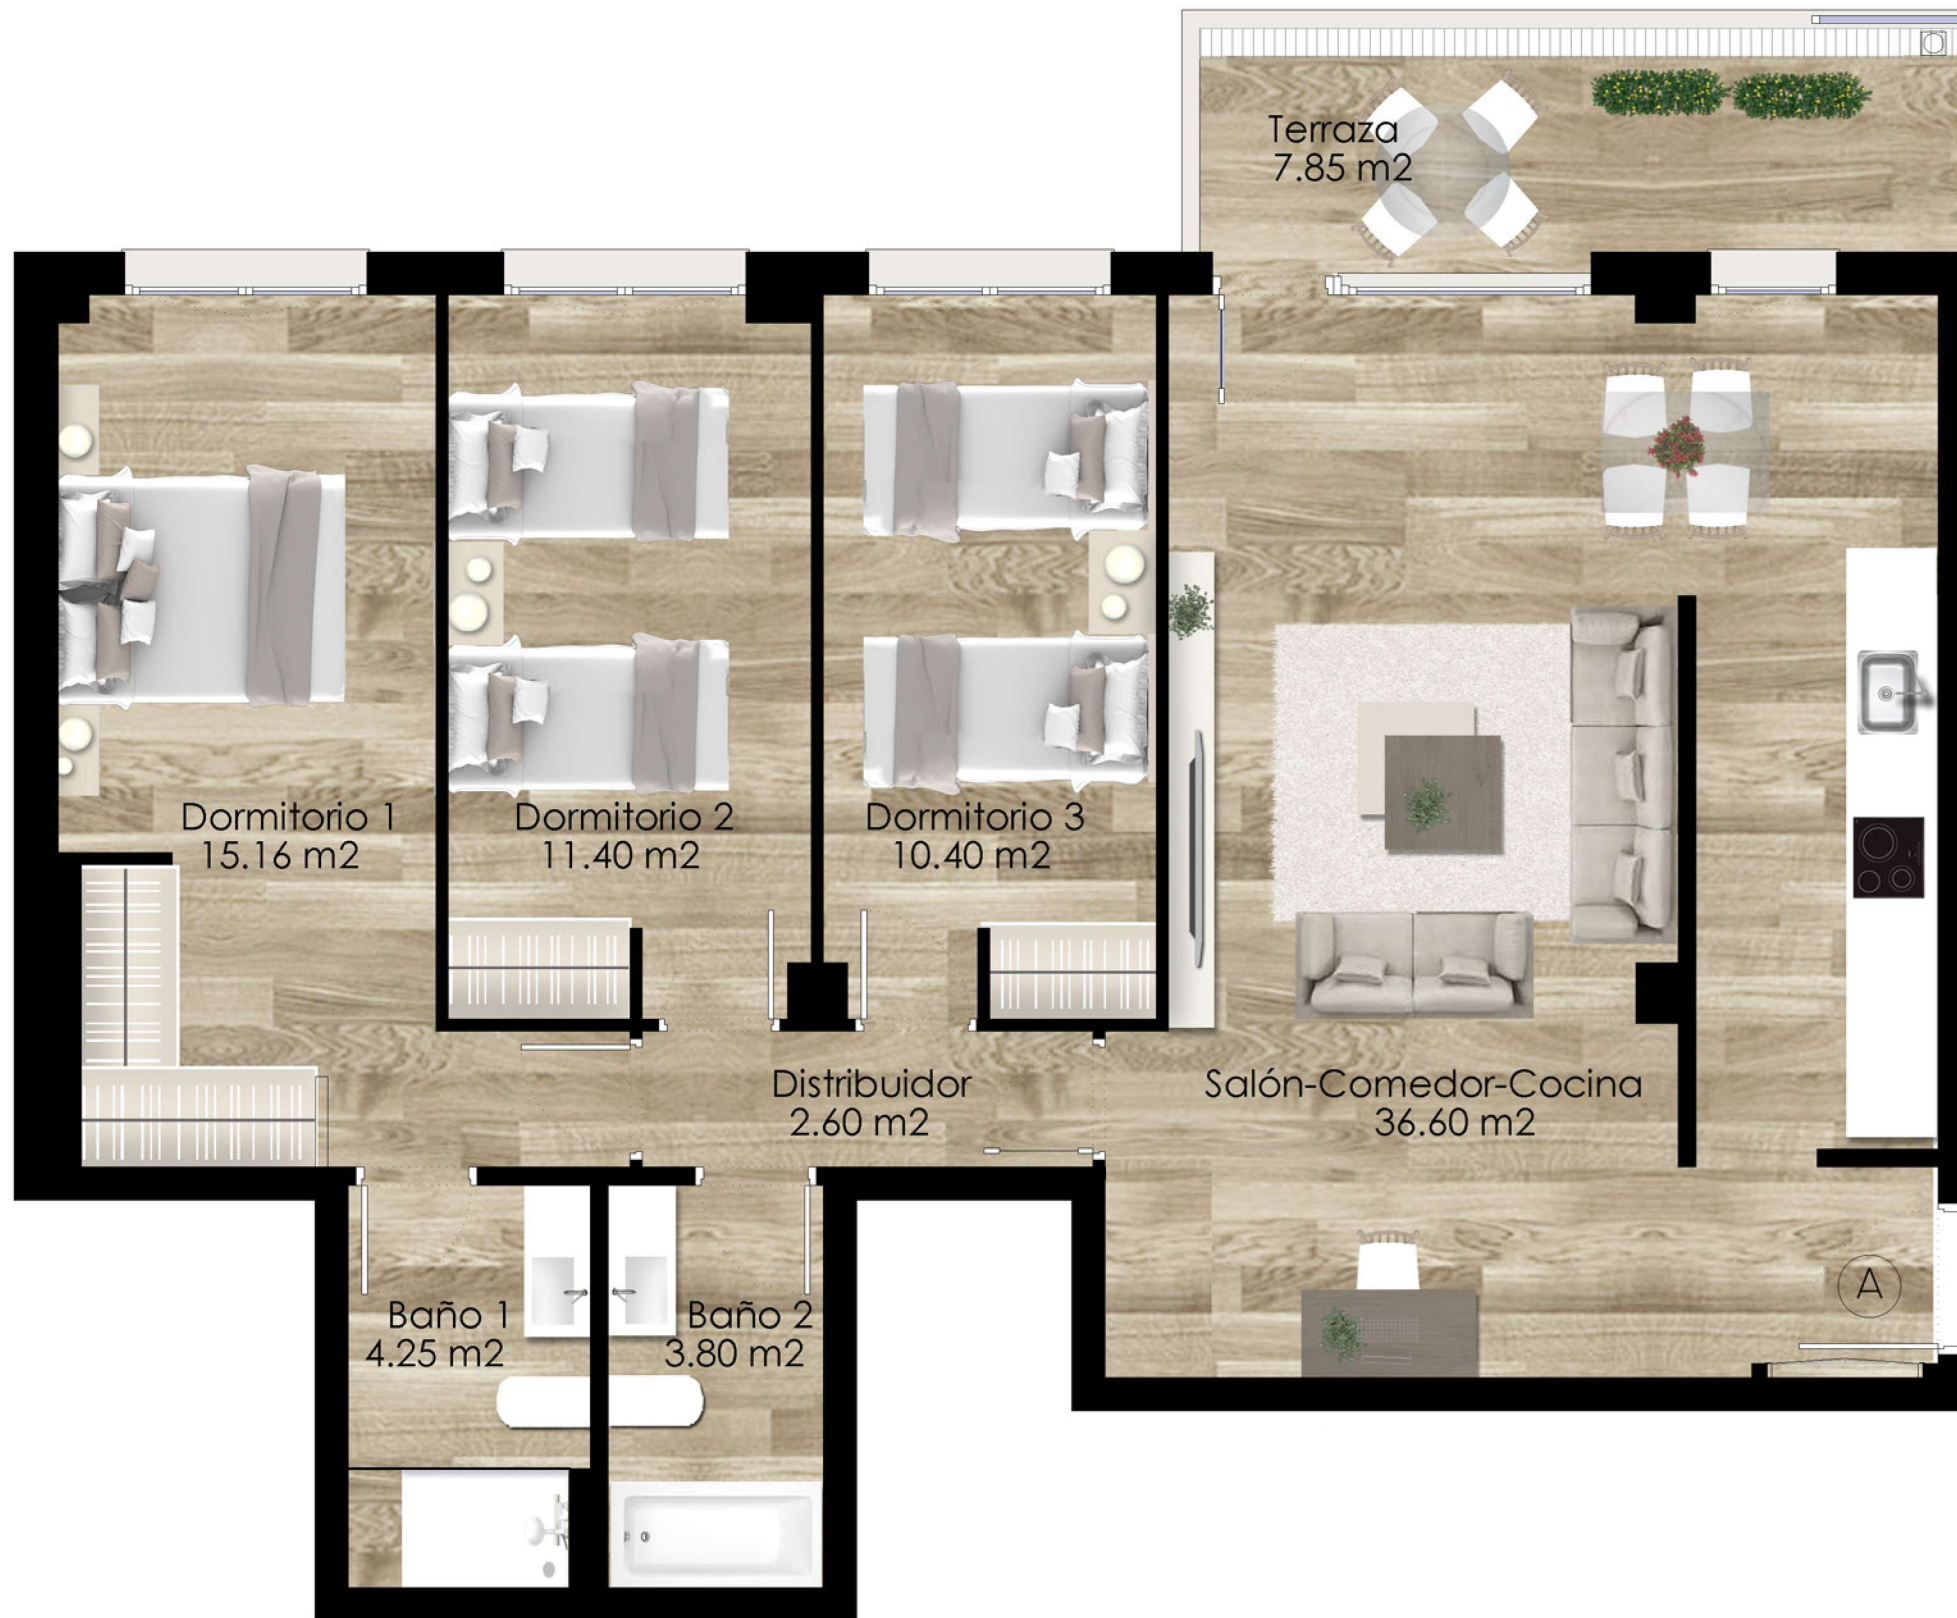 Terraza
7.85 m2
Dormitorio 1
15.16 m2
Dormitorio 2
11.40 m2
Dormitorio 3
10.40 m2
Distribuidor
2.60 m2
Salón-Comedor-Cocina
36.60 m2
Baño 1
4.25 m2
Baño 2
3.80 m2
A